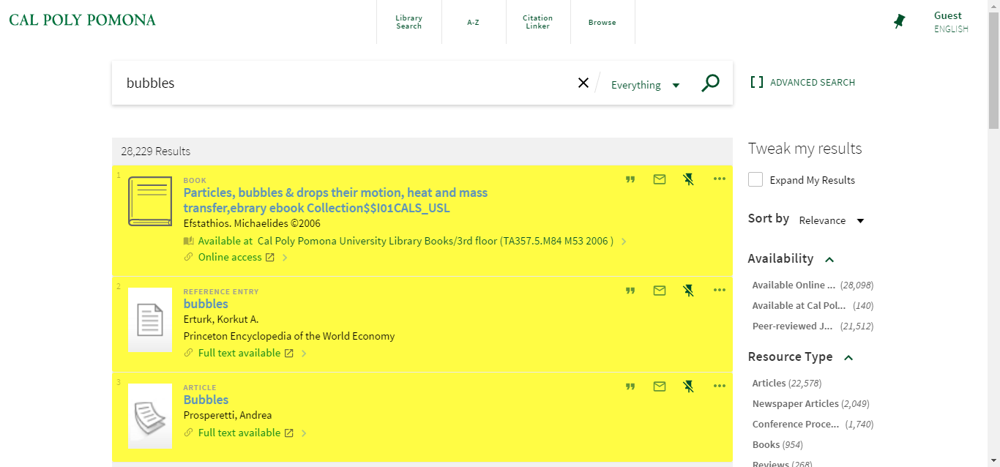 CAL POLY POMONA
Library
Search
A-Z
Citation
Linker
Browse
Guest
ENGLISH
bubbles
Everything
ADVANCED SEARCH
28,229 Results
1
BOOK
Particles, bubbles & drops their motion, heat and mass
transfer,ebrary ebook Collection$$I01CALS_USL
Efstathios. Michaelides ©2006
Available at Cal Poly Pomona University Library Books/3rd floor (TA357.5.M84 M53 2006 )
Online access
2
REFERENCE ENTRY
bubbles
Erturk, Korkut A.
Princeton Encyclopedia of the World Economy
Full text available
3
ARTICLE
Bubbles
Prosperetti, Andrea
Full text available
Tweak my results
Expand My Results
Sort by Relevance
Availability
Available Online ... (28,098)
Available at Cal Pol... (140)
Peer-reviewed J... (21,512)
Resource Type
Articles (22,578)
Newspaper Articles (2,049)
Conference Proce... (1,740)
Books (954)
Reviews (268)